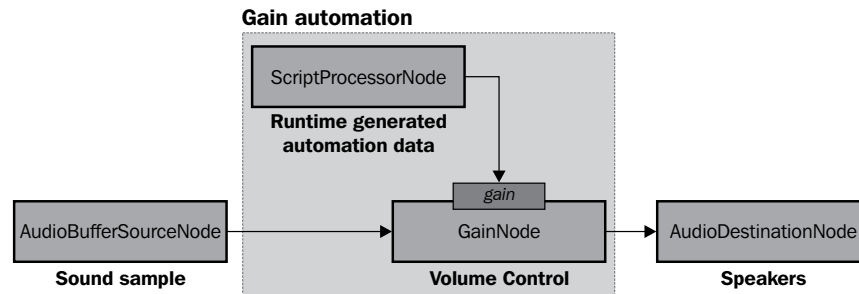 Gain automation
ScriptProcessorNode
Runtime generated
automation data
gain
AudioBufferSourceNode
GainNode
AudioDestinationNode
Sound sample
Volume Control
Speakers